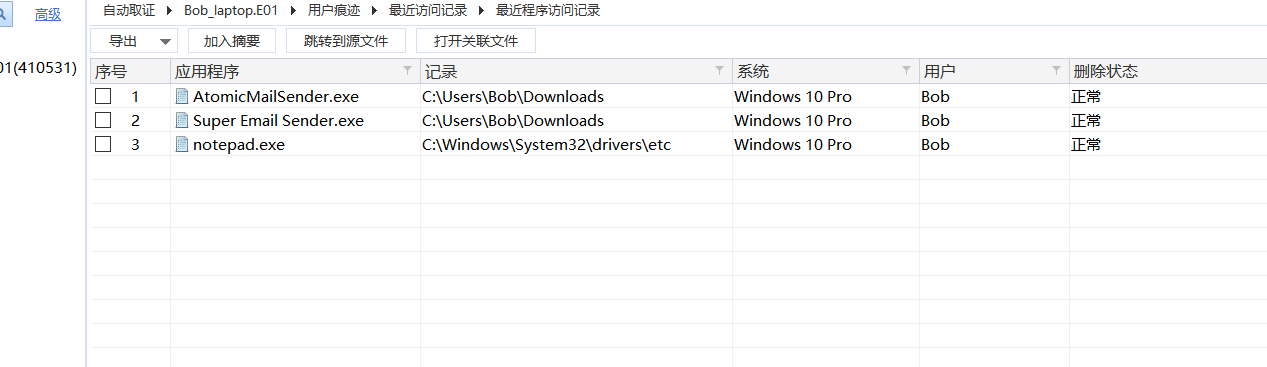 自动取证 Bob_laptop.E01 用户痕迹 最近访问记录 最近程序访问记录
高级
导出 加入摘要 跳转到源文件 打开关联文件
01(410531)
序号 应用程序 记录 系统 用户 删除状态
1 AtomicMailSender.exe C:\Users\Bob\Downloads Windows 10 Pro Bob 正常
2 Super Email Sender.exe C:\Users\Bob\Downloads Windows 10 Pro Bob 正常
3 notepad.exe C:\Windows\System32\drivers\etc Windows 10 Pro Bob 正常